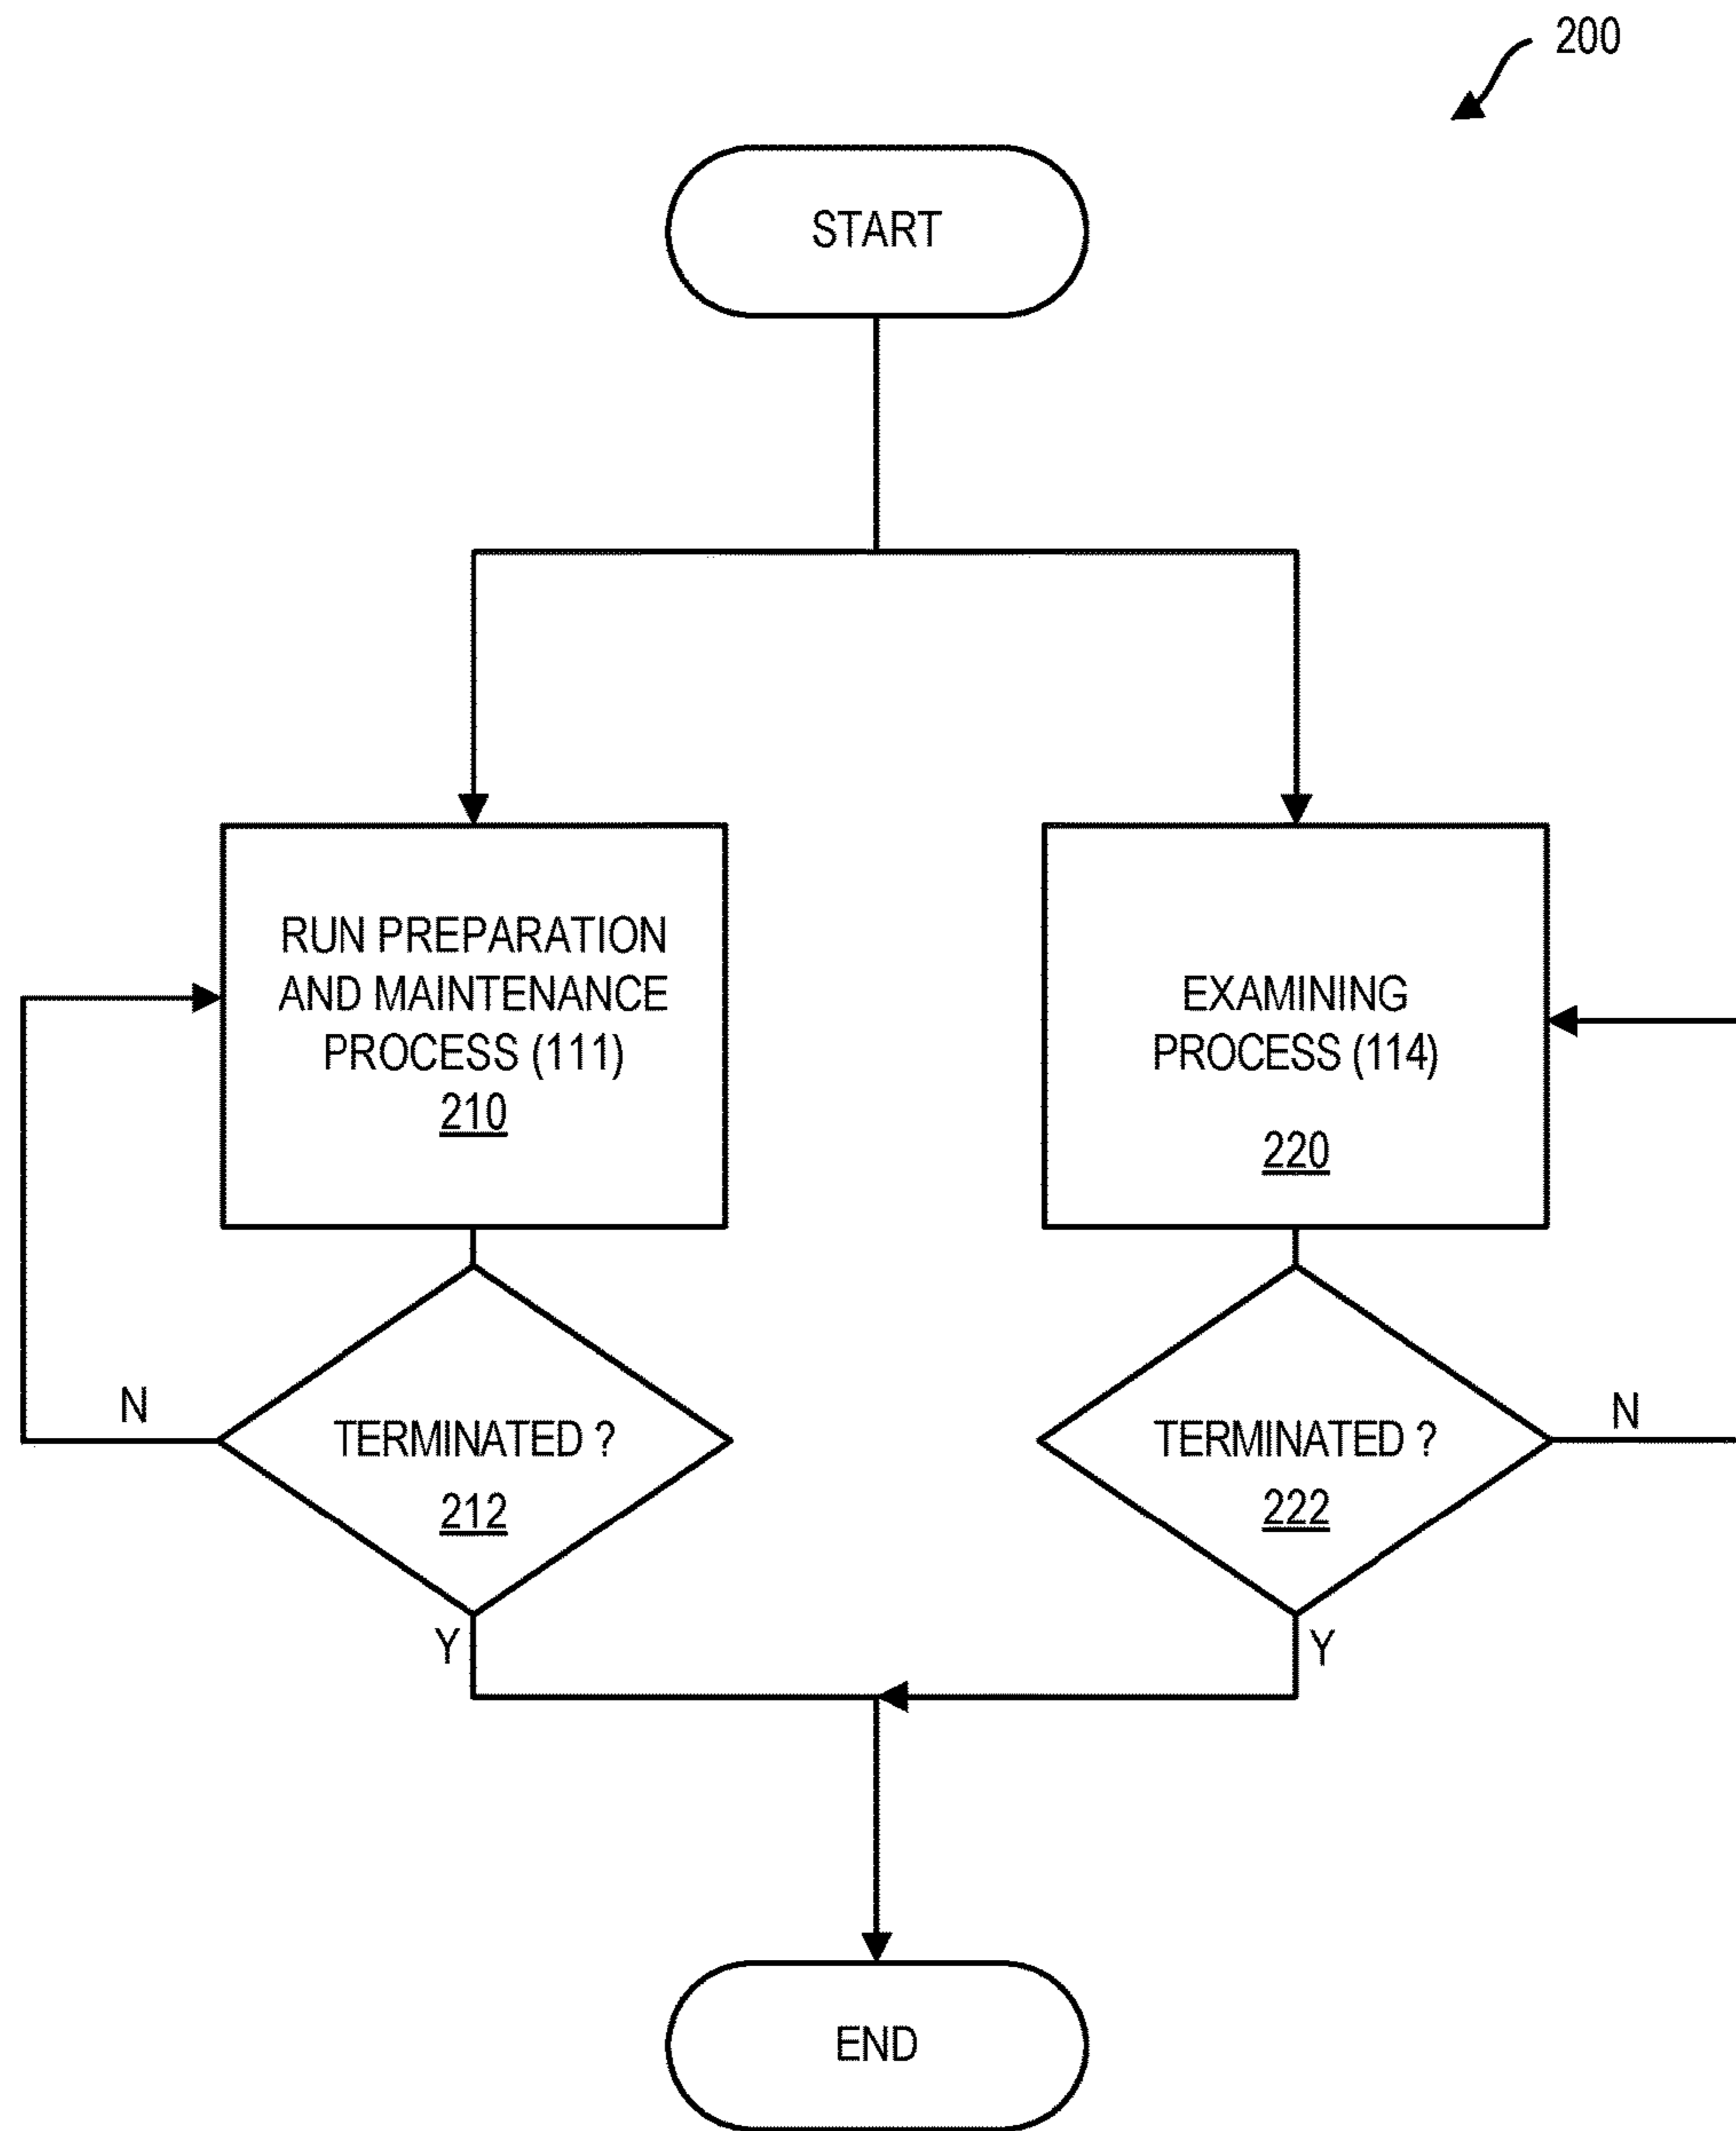 200
START
RUN PREPARATION
AND MAINTENANCE
PROCESS (111)
210
EXAMINING
PROCESS (114)
220
N
TERMINATED ?
212
Y
TERMINATED ?
222
N
Y
END